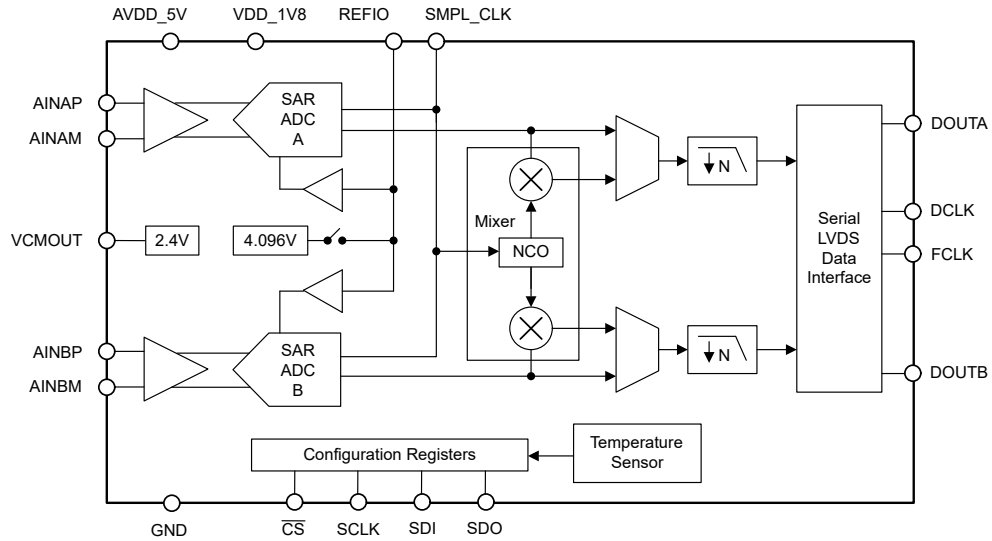 AVDD_5V
VDD_1V8
REFIO
SMPL_CLK
AINAP
AINAM
SAR
ADC
A
DOUTA
N
VCMOUT
2.4V
4.096V
Mixer
NCO
Serial
LVDS
Data
Interface
DCLK
FCLK
AINBP
AINBM
SAR
ADC
B
N
DOUTB
Configuration Registers
Temperature
Sensor
GND
CS
SCLK
SDI
SDO